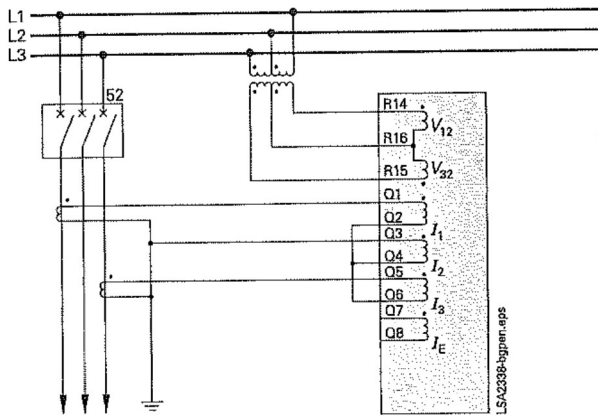 L1
L2
L3
52
R14
V12
R16
V32
R15
Q1
Q2
I1
Q3
Q4
I2
Q5
Q6
I3
Q7
Q8
IE
LSA2338-bgpen.eps